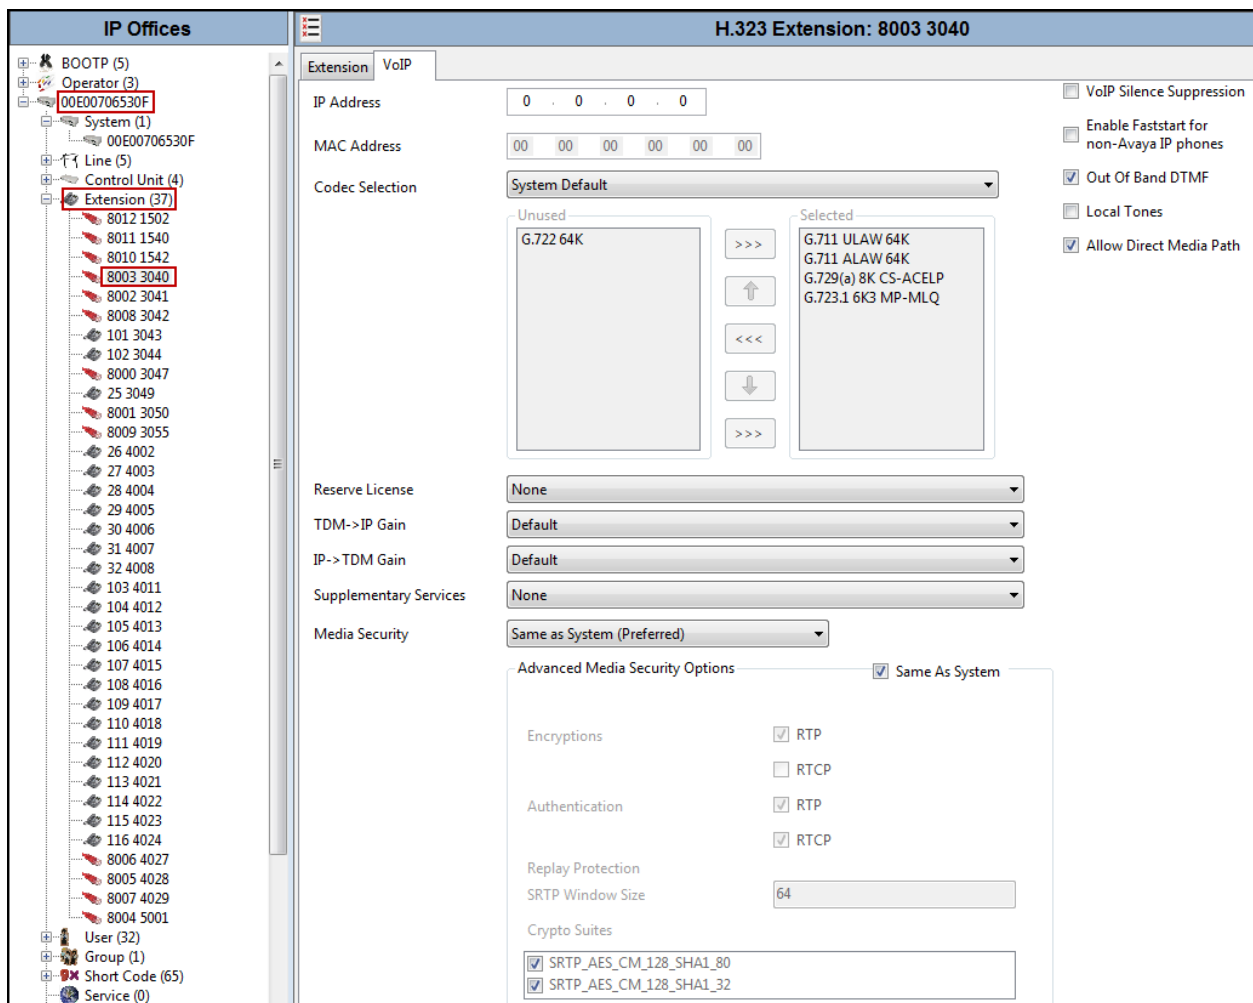 IP Offices
BOOTP (5)
Operator (3)
00E00706530F
System (1)
00E00706530F
Line (5)
Control Unit (4)
Extension (37)
8012 1502
8011 1540
8010 1542
8003 3040
8002 3041
8008 3042
101 3043
102 3044
8000 3047
25 3049
8001 3050
8009 3055
26 4002
27 4003
28 4004
29 4005
30 4006
31 4007
32 4008
103 4011
104 4012
105 4013
106 4014
107 4015
108 4016
109 4017
110 4018
111 4019
112 4020
113 4021
114 4022
115 4023
116 4024
8006 4027
8005 4028
8007 4029
8004 5001
User (32)
Group (1)
Short Code (65)
Service (0)
H.323 Extension: 8003 3040
Extension
VoIP
IP Address
0 . 0 . 0 . 0
MAC Address
00 00 00 00 00 00
Codec Selection
System Default
Unused
G.722 64K
>>>
<<<
>>>
Selected
G.711 ULAW 64K
G.711 ALAW 64K
G.729(a) 8K CS-ACELP
G.723.1 6K3 MP-MLQ
VoIP Silence Suppression
Enable Faststart for
non-Avaya IP phones
Out Of Band DTMF
Local Tones
Allow Direct Media Path
Reserve License
None
TDM->IP Gain
Default
IP->TDM Gain
Default
Supplementary Services
None
Media Security
Same as System (Preferred)
Advanced Media Security Options
Same As System
Encryptions
RTP
RTCP
Authentication
RTP
RTCP
Replay Protection
SRTP Window Size
64
Crypto Suites
SRTP_AES_CM_128_SHA1_80
SRTP_AES_CM_128_SHA1_32